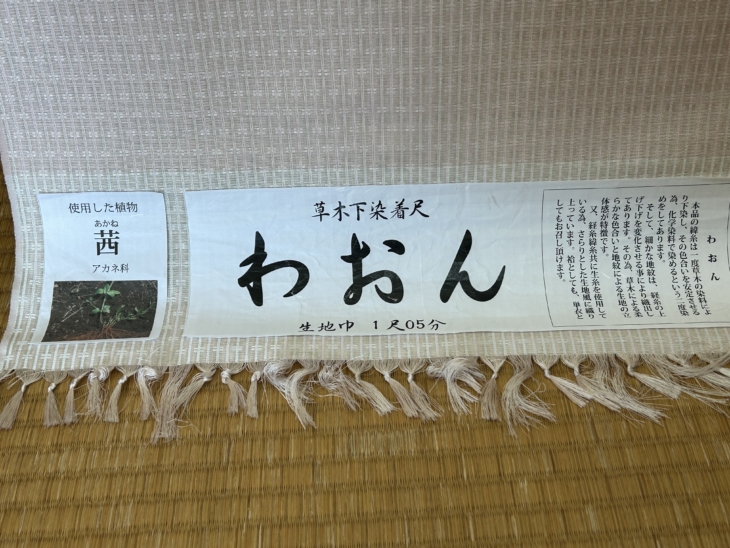 使用した植物
あかね
茜
アカネ科
草木下染着尺
わおん
生地巾 1尺05分
わおん
本品の緯糸は一度草木の染料によ
り下染し、その色合いを安定させる
為、化学染料で染めるという二度染
めをしてあります。
そして、細かな地紋は、経糸の上
げ下げを変化させる事により織出し
てあります。その為、草木による柔
らかな色合いと地紋による生地の立
体感が特徴です。
又、経糸緯糸共に生糸を使用して
いる為、さらりとした生地風に織り
上っています。袷としても、単衣と
してもお召し頂けます。